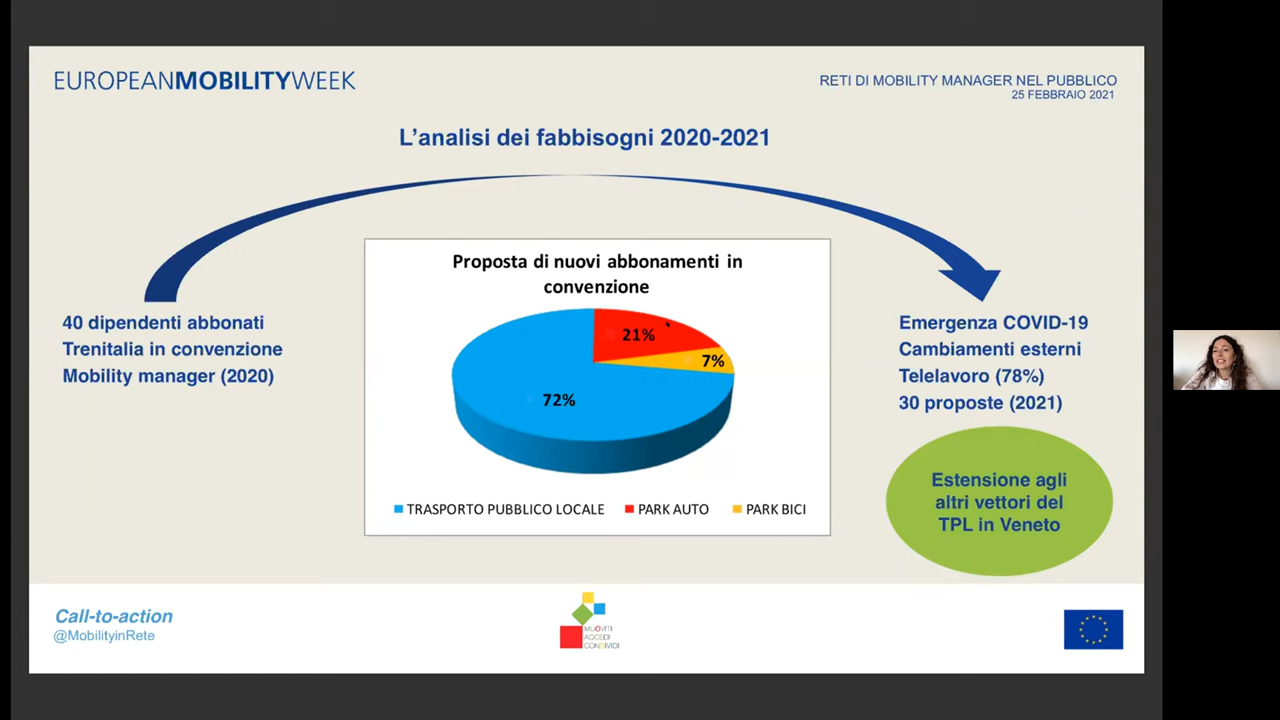 EUROPEANMOBILITYWEEK
RETI DI MOBILITY MANAGER NEL PUBBLICO
25 FEBBRAIO 2021
L’analisi dei fabbisogni 2020-2021
Proposta di nuovi abbonamenti in
convenzione
21%
7%
72%
TRASPORTO PUBBLICO LOCALE
PARK AUTO
PARK BICI
40 dipendenti abbonati
Trenitalia in convenzione
Mobility manager (2020)
Emergenza COVID-19
Cambiamenti esterni
Telelavoro (78%)
30 proposte (2021)
Estensione agli
altri vettori del
TPL in Veneto
Call-to-action
@MobilityinRete
MUOVITI
ACCEDI
CONDIVIDI